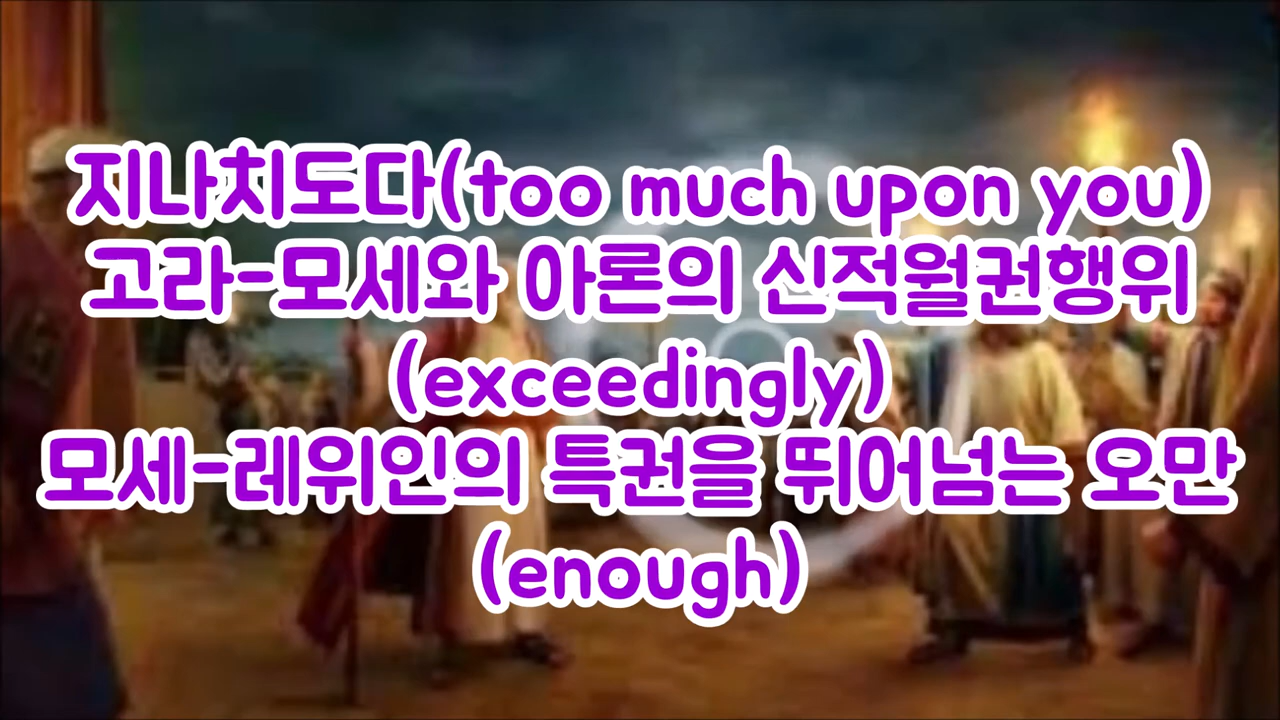 지나치도다(too much upon you)
고라-모세와 아론의 신적월권행위
(exceedingly)
모세-레위인의 특권을 뛰어넘는 오만
(enough)